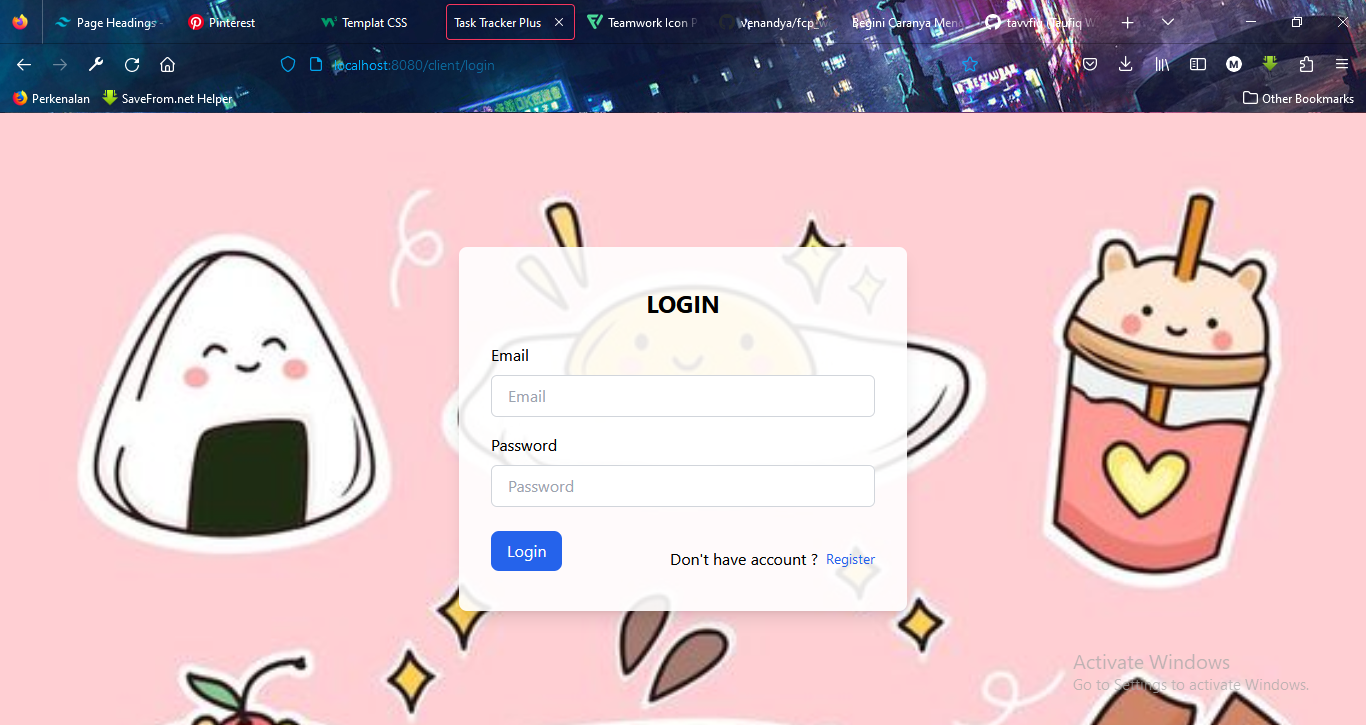 Page Headings
Pinterest
Templat CSS
Task Tracker Plus
Teamwork Icon P
venandya/fcp_w
Begini Caranya Meng
tavvfiq (Taufiq W
localhost:8080/client/login
Perkenalan
SaveFrom.net Helper
Other Bookmarks
LOGIN
Email
Email
Password
Password
Login
Don't have account ? Register
Activate Windows
Go to Settings to activate Windows.